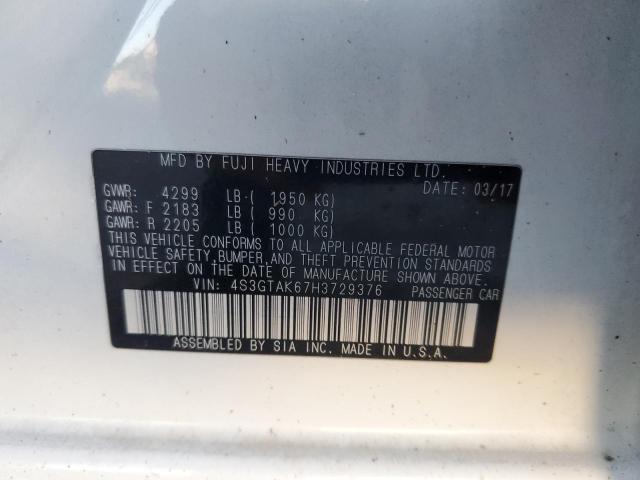 MFD BY FUJI HEAVY INDUSTRIES LTD.
DATE: 03/17
GVWR: 4299 LB ( 1950 KG)
GAWR: F 2183 LB ( 990 KG)
GAWR: R 2205 LB ( 1000 KG)
THIS VEHICLE CONFORMS TO ALL APPLICABLE FEDERAL MOTOR
VEHICLE SAFETY, BUMPER, AND THEFT PREVENTION STANDARDS
IN EFFECT ON THE DATE OF MANUFACTURE SHOWN ABOVE.
VIN: 4S3GTAK67H3729376 PASSENGER CAR
ASSEMBLED BY SIA INC. MADE IN U.S.A.